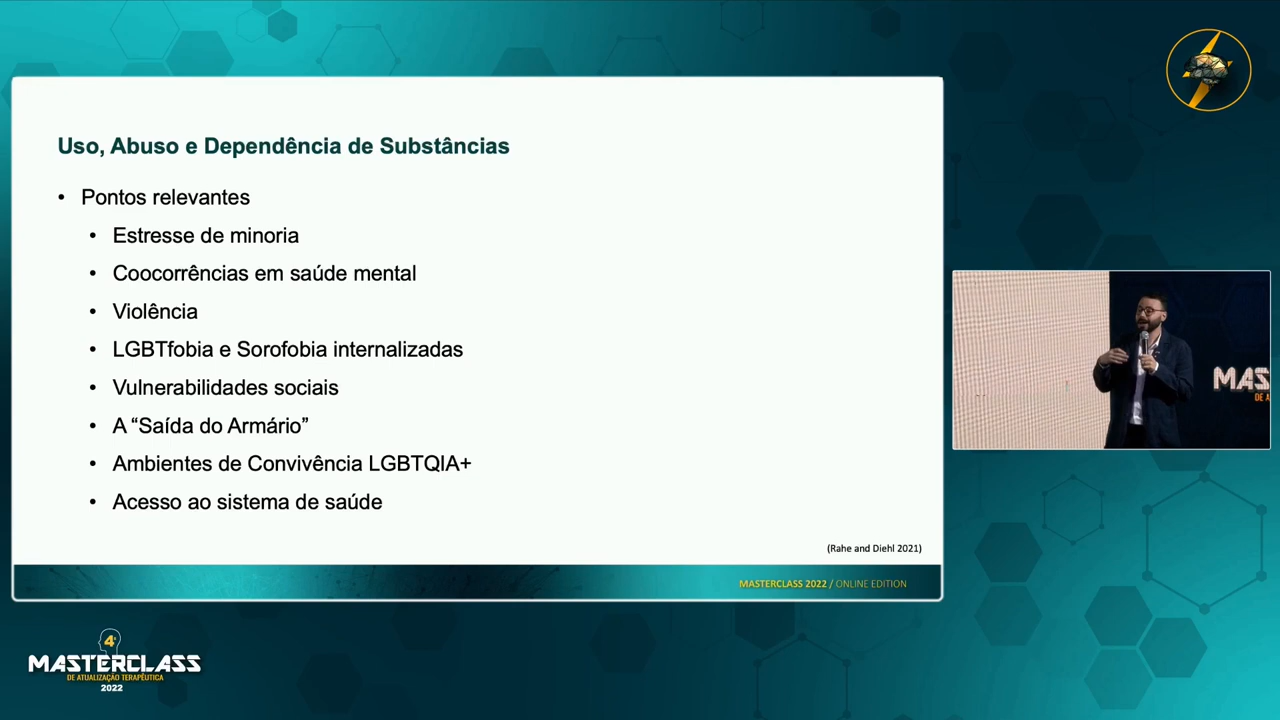 Uso, Abuso e Dependência de Substâncias
• Pontos relevantes
• Estresse de minoria
• Coocorrências em saúde mental
• Violência
• LGBTfobia e Sorofobia internalizadas
• Vulnerabilidades sociais
• A “Saída do Armário”
• Ambientes de Convivência LGBTQIA+
• Acesso ao sistema de saúde
(Rahe and Diehl 2021)
MASTERCLASS 2022 / ONLINE EDITION
MAS
DE A
4ª
MASTERCLASS
DE ATUALIZAÇÃO TERAPÊUTICA
2022